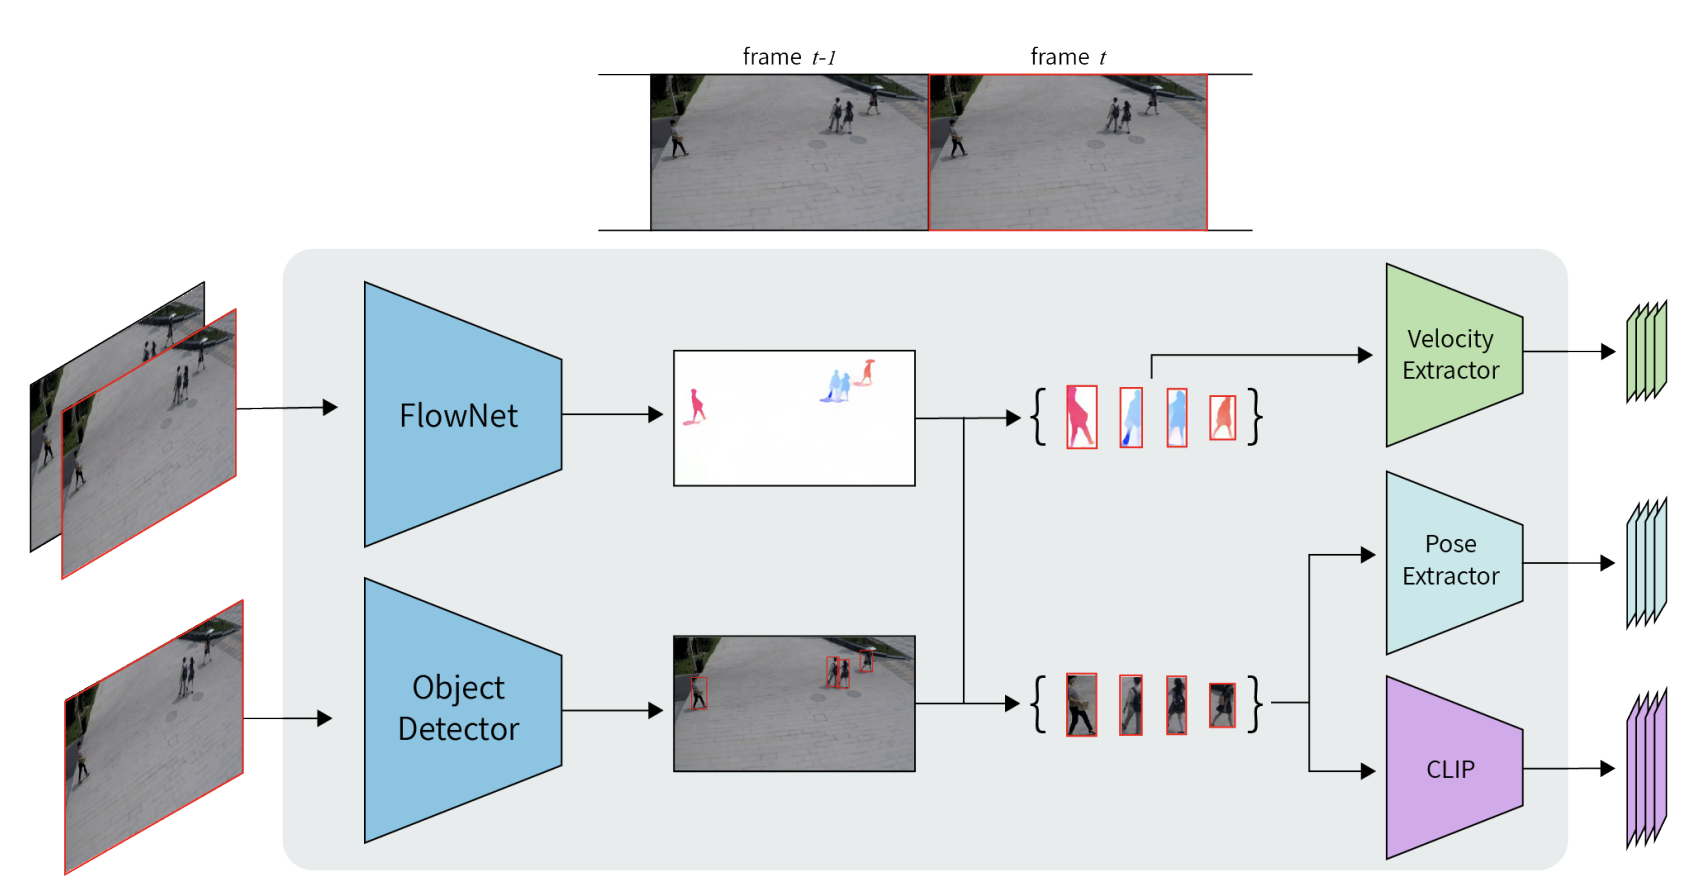 frame t-1
frame t
FlowNet
Velocity
Extractor
Pose
Extractor
Object
Detector
CLIP